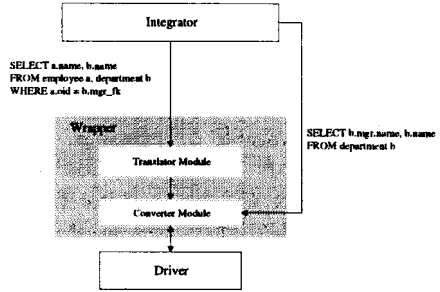 Integrator
SELECT a.name, b.name
FROM employee a, department b
WHERE a.oid = b.mgr_fk
Wrapper
SELECT b.mgr.name, b.name
FROM department b
Translator Module
Converter Module
Driver